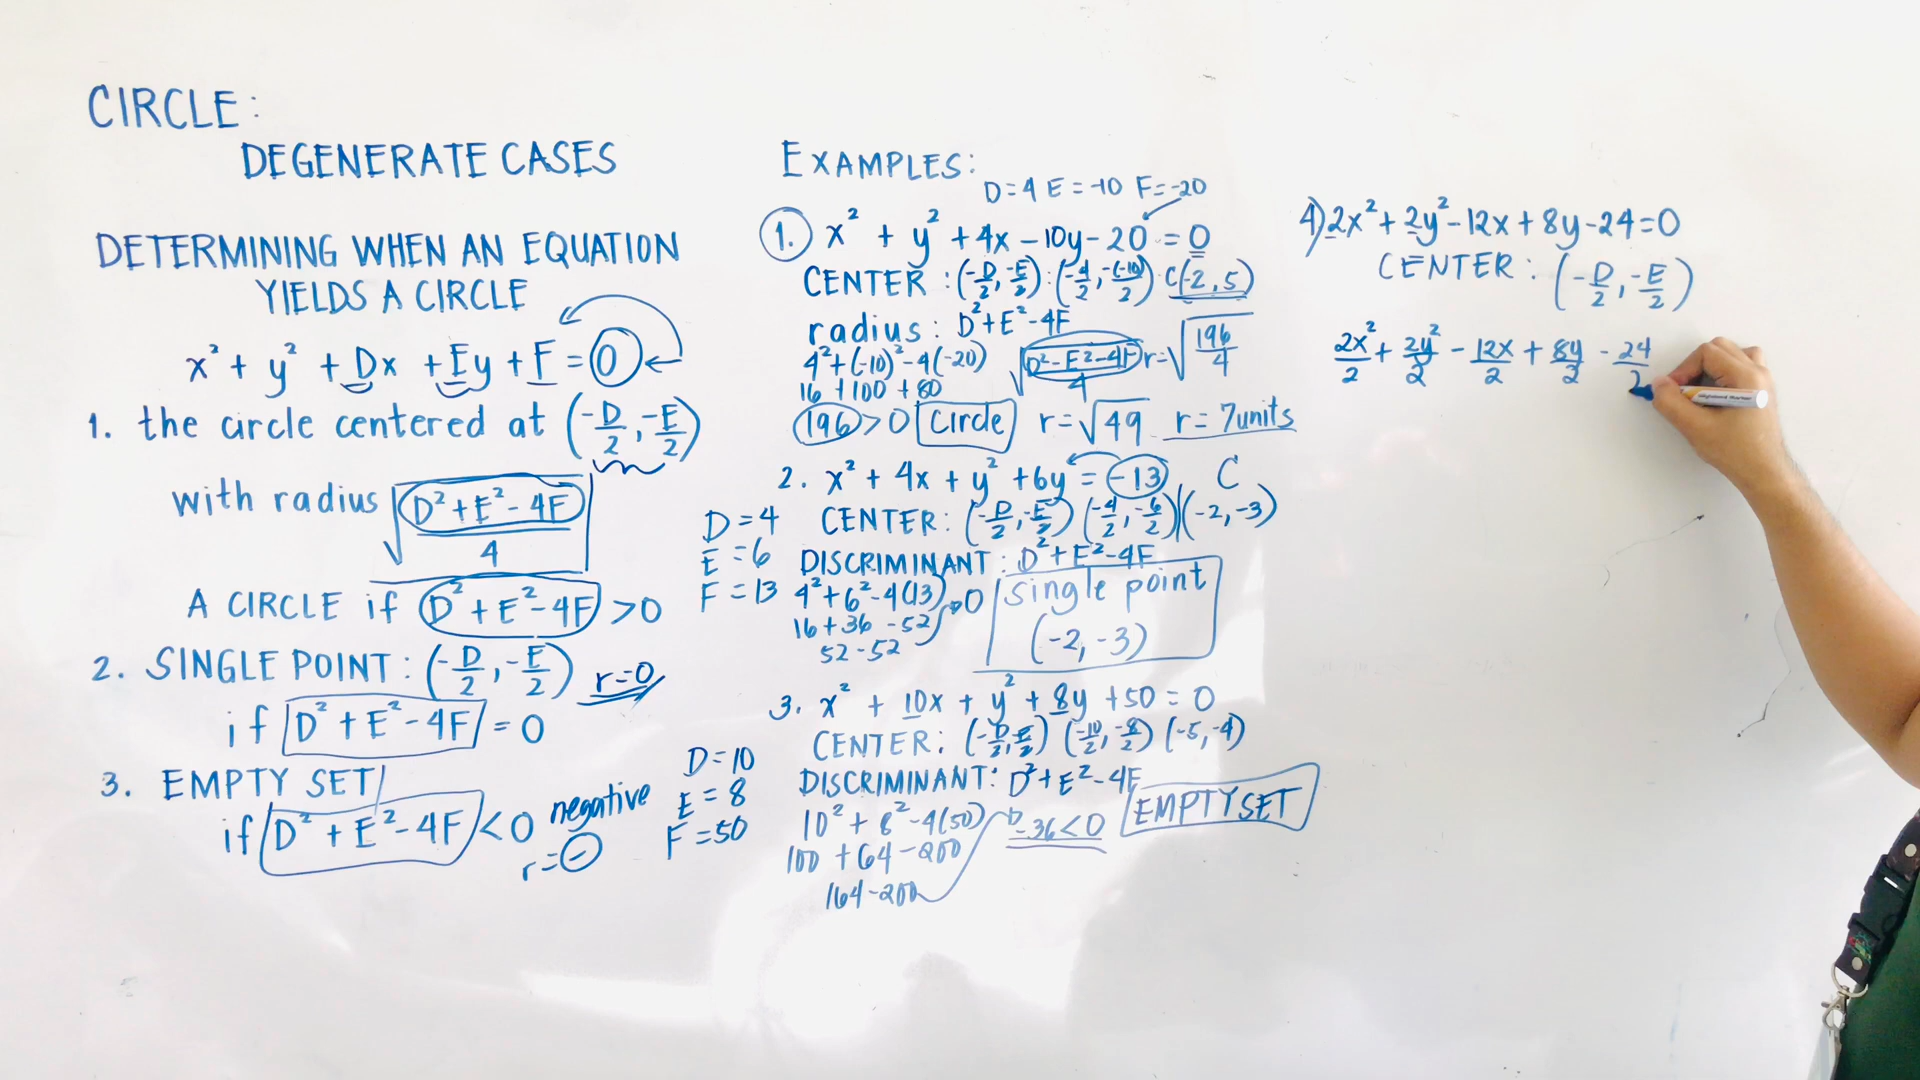 CIRCLE:
DEGENERATE CASES
DETERMINING WHEN AN EQUATION
YIELDS A CIRCLE
x² + y² + Dx + Ey + F = 0
1. the circle centered at (-D/2, -E/2)
with radius √((D² + E² - 4F)/4)
A CIRCLE if D² + E² - 4F > 0
2. SINGLE POINT: (-D/2, -E/2) r=0
if D² + E² - 4F = 0
3. EMPTY SET
if D² + E² - 4F < 0 negative
r = -
EXAMPLES:
D=4 E=-10 F=-20
1. x² + y² + 4x - 10y - 20 = 0
CENTER: (-D/2, -E/2) : (-4/2, -(-10)/2) C(-2, 5)
radius: D² + E² - 4F
4² + (-10)² - 4(-20) √((D² - E² - 4F)/4) r = √(196/4)
16 + 100 + 80
196 > 0 Circle r = √49 r = 7units
2. x² + 4x + y² + 6y = -13 C
D = 4
E = 6
F = 13
CENTER: (-D/2, -E/2) (-4/2, -6/2) (-2, -3)
DISCRIMINANT: D² + E² - 4F
4² + 6² - 4(13) 0 single point
16 + 36 - 52 (-2, -3)
52 - 52
3. x² + 10x + y² + 8y + 50 = 0
D = 10
E = 8
F = 50
CENTER: (-D/2, -E/2) (-10/2, -8/2) (-5, -4)
DISCRIMINANT: D² + E² - 4F
10² + 8² - 4(50) -36 < 0 EMPTY SET
100 + 64 - 200
164 - 200
4) 2x² + 2y² - 12x + 8y - 24 = 0
CENTER: (-D/2, -E/2)
2x²/2 + 2y²/2 - 12x/2 + 8y/2 - 24/2